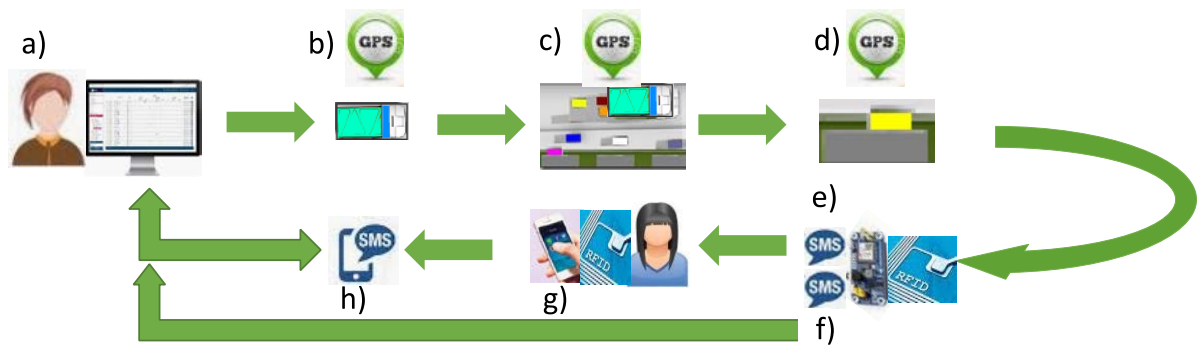 a)
b)
GPS
c)
GPS
d)
GPS
e)
SMS
RFID
SMS
f)
RFID
g)
SMS
h)